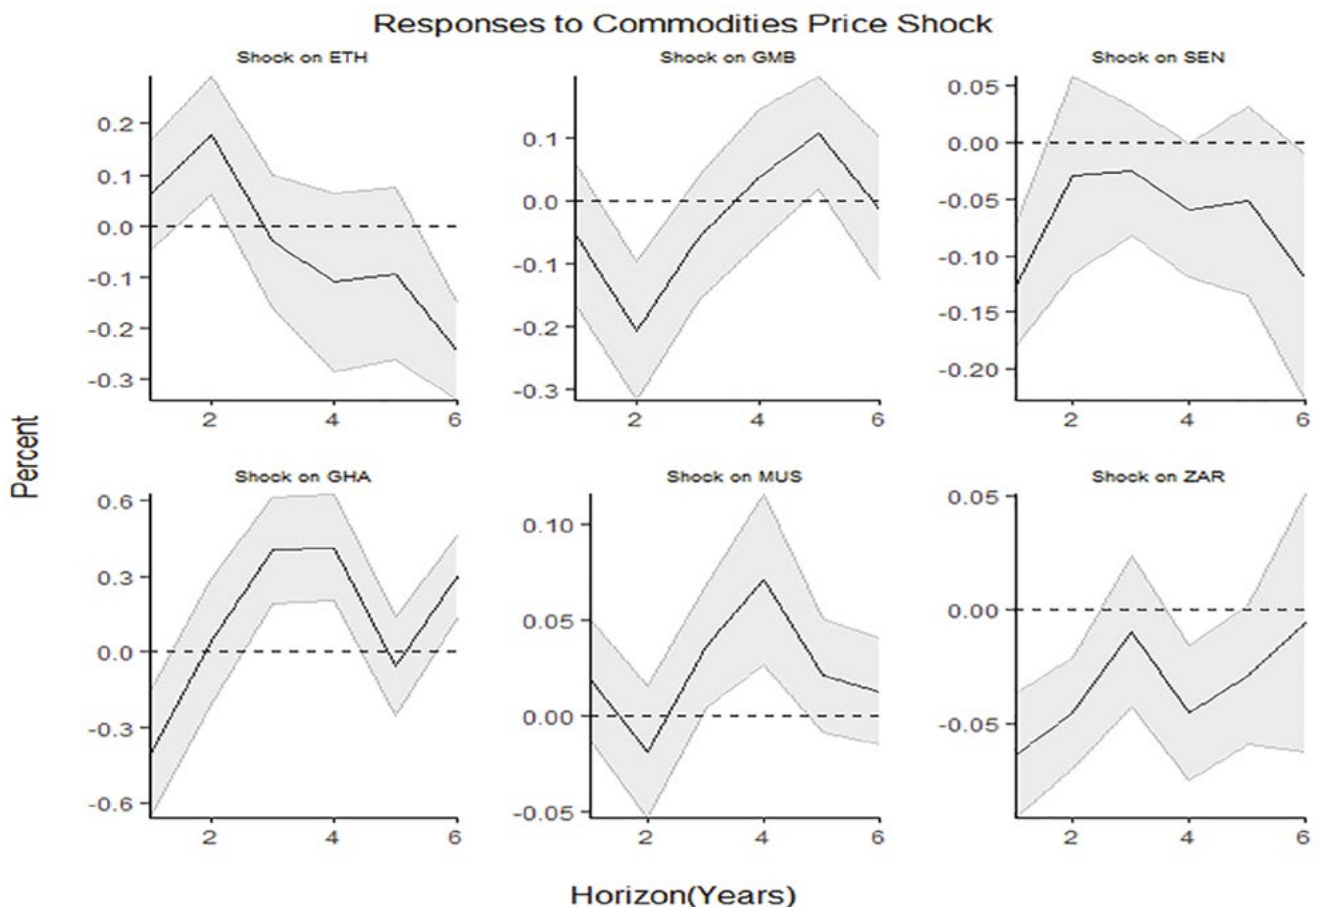 Responses to Commodities Price Shock
Shock on ETH
0.2
0.1
0.0
-0.1
-0.2
-0.3
2 4 6
Shock on GMB
0.1
0.0
-0.1
-0.2
-0.3
2 4 6
Shock on SEN
0.05
0.00
-0.05
-0.10
-0.15
-0.20
2 4 6
Percent
Shock on GHA
0.6
0.3
0.0
-0.3
-0.6
2 4 6
Shock on MUS
0.10
0.05
0.00
-0.05
2 4 6
Shock on ZAR
0.05
0.00
-0.05
2 4 6
Horizon(Years)